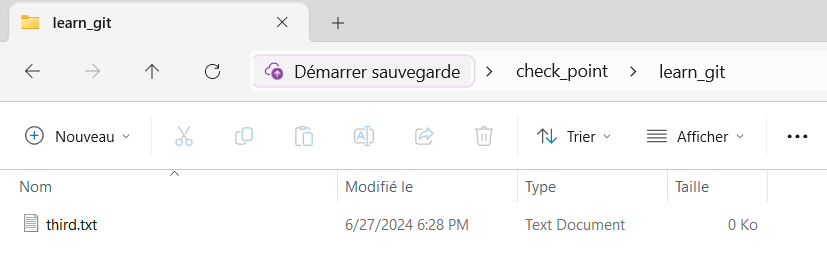 learn_git
Démarrer sauvegarde check_point learn_git
Nouveau Trier Afficher
Nom Modifié le Type Taille
third.txt 6/27/2024 6:28 PM Text Document 0 Ko